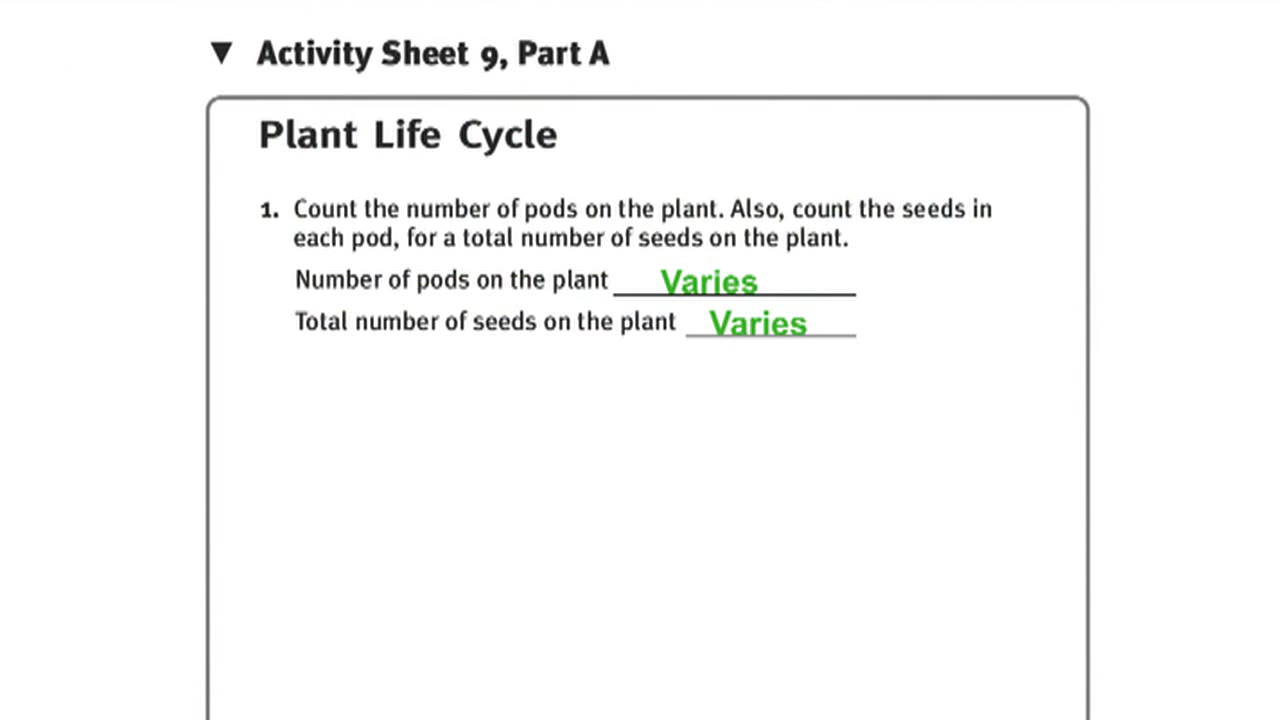 ▼ Activity Sheet 9, Part A
Plant Life Cycle
1. Count the number of pods on the plant. Also, count the seeds in
each pod, for a total number of seeds on the plant.
Number of pods on the plant Varies
Total number of seeds on the plant Varies